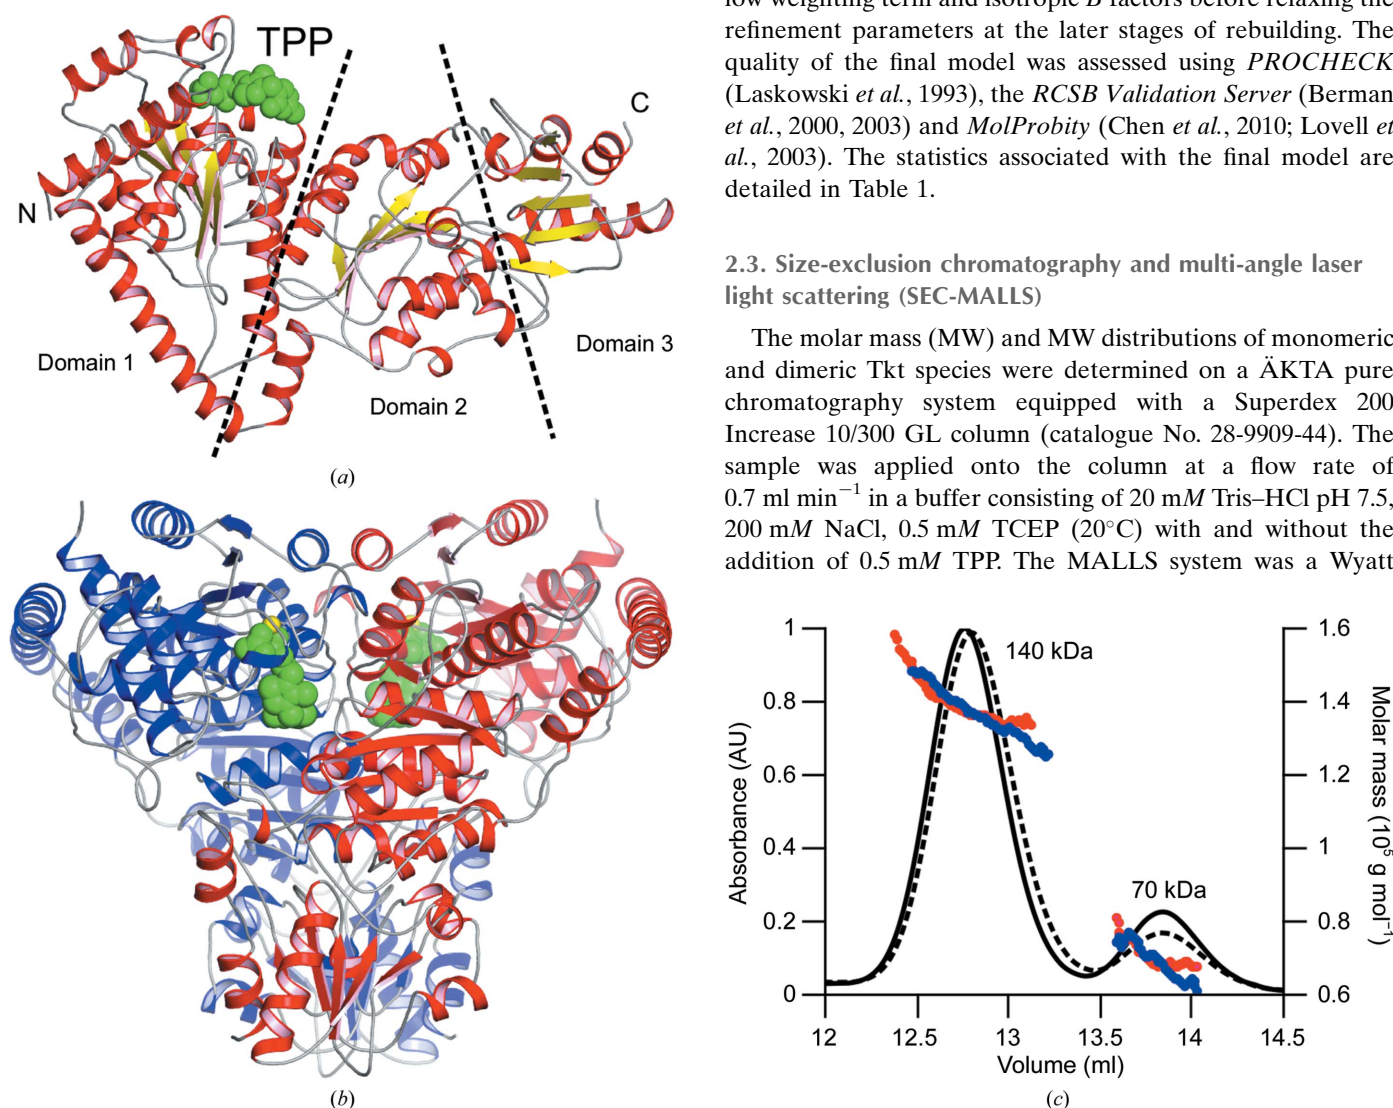 TPP
C
N
Domain 1
Domain 2
Domain 3
(a)
(b)
refinement parameters at the later stages of rebuilding. The
quality of the final model was assessed using PROCHECK
(Laskowski et al., 1993), the RCSB Validation Server (Berman
et al., 2000, 2003) and MolProbity (Chen et al., 2010; Lovell et
al., 2003). The statistics associated with the final model are
detailed in Table 1.
2.3. Size-exclusion chromatography and multi-angle laser
light scattering (SEC-MALLS)
The molar mass (MW) and MW distributions of monomeric
and dimeric Tkt species were determined on a ÄKTA pure
chromatography system equipped with a Superdex 200
Increase 10/300 GL column (catalogue No. 28-9909-44). The
sample was applied onto the column at a flow rate of
0.7 ml min⁻¹ in a buffer consisting of 20 mM Tris–HCl pH 7.5,
200 mM NaCl, 0.5 mM TCEP (20°C) with and without the
addition of 0.5 mM TPP. The MALLS system was a Wyatt
1
0.8
0.6
0.4
0.2
0
Absorbance (AU)
140 kDa
70 kDa
1.6
1.4
1.2
1
0.8
0.6
Molar mass (10⁵ g mol⁻¹)
12
12.5
13
13.5
14
14.5
Volume (ml)
(c)